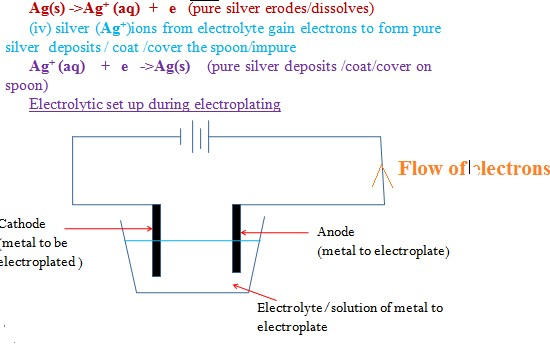 Ag(s) ->Ag⁺ (aq) + e (pure silver erodes/dissolves)
(iv) silver (Ag⁺)ions from electrolyte gain electrons to form pure
silver deposits / coat /cover the spoon/impure
Ag⁺ (aq) + e ->Ag(s) (pure silver deposits /coat/cover on
spoon)
Electrolytic set up during electroplating
Flow of electrons
Cathode
(metal to be
electroplated )
Anode
(metal to electroplate)
Electrolyte/solution of metal to
electroplate